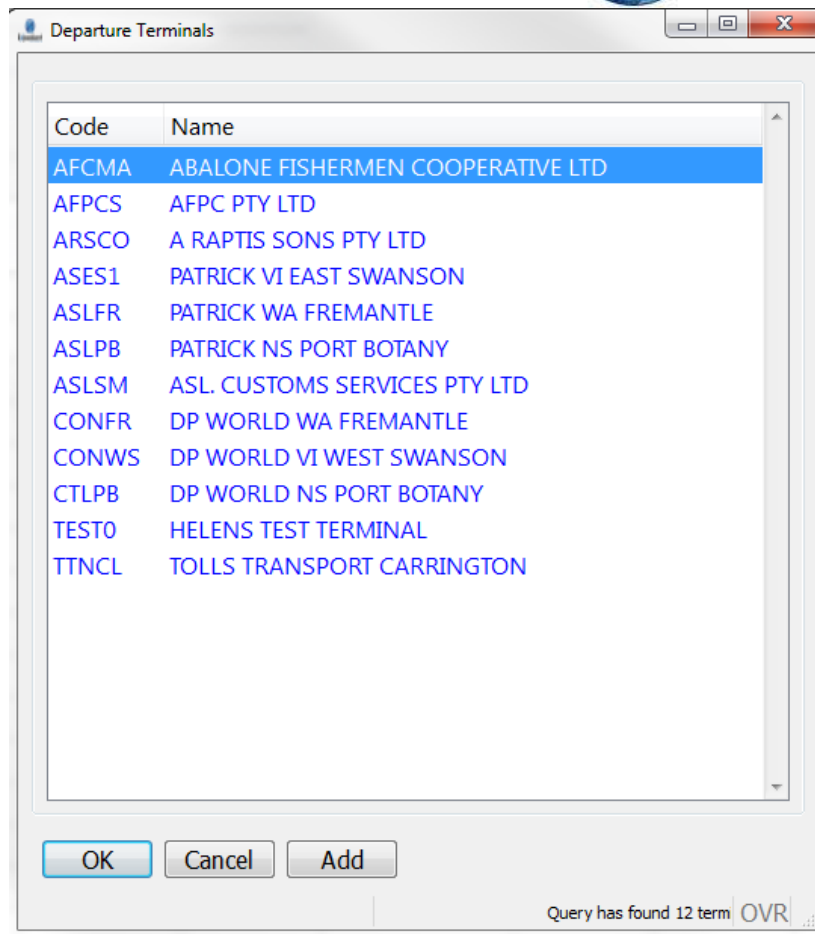 Departure Terminals
Code Name
AFCMA ABALONE FISHERMEN COOPERATIVE LTD
AFPCS AFPC PTY LTD
ARSCO A RAPTIS SONS PTY LTD
ASES1 PATRICK VI EAST SWANSON
ASLFR PATRICK WA FREMANTLE
ASLPB PATRICK NS PORT BOTANY
ASLSM ASL. CUSTOMS SERVICES PTY LTD
CONFR DP WORLD WA FREMANTLE
CONWS DP WORLD VI WEST SWANSON
CTLPB DP WORLD NS PORT BOTANY
TEST0 HELENS TEST TERMINAL
TTNCL TOLLS TRANSPORT CARRINGTON
OK Cancel Add
Query has found 12 term OVR